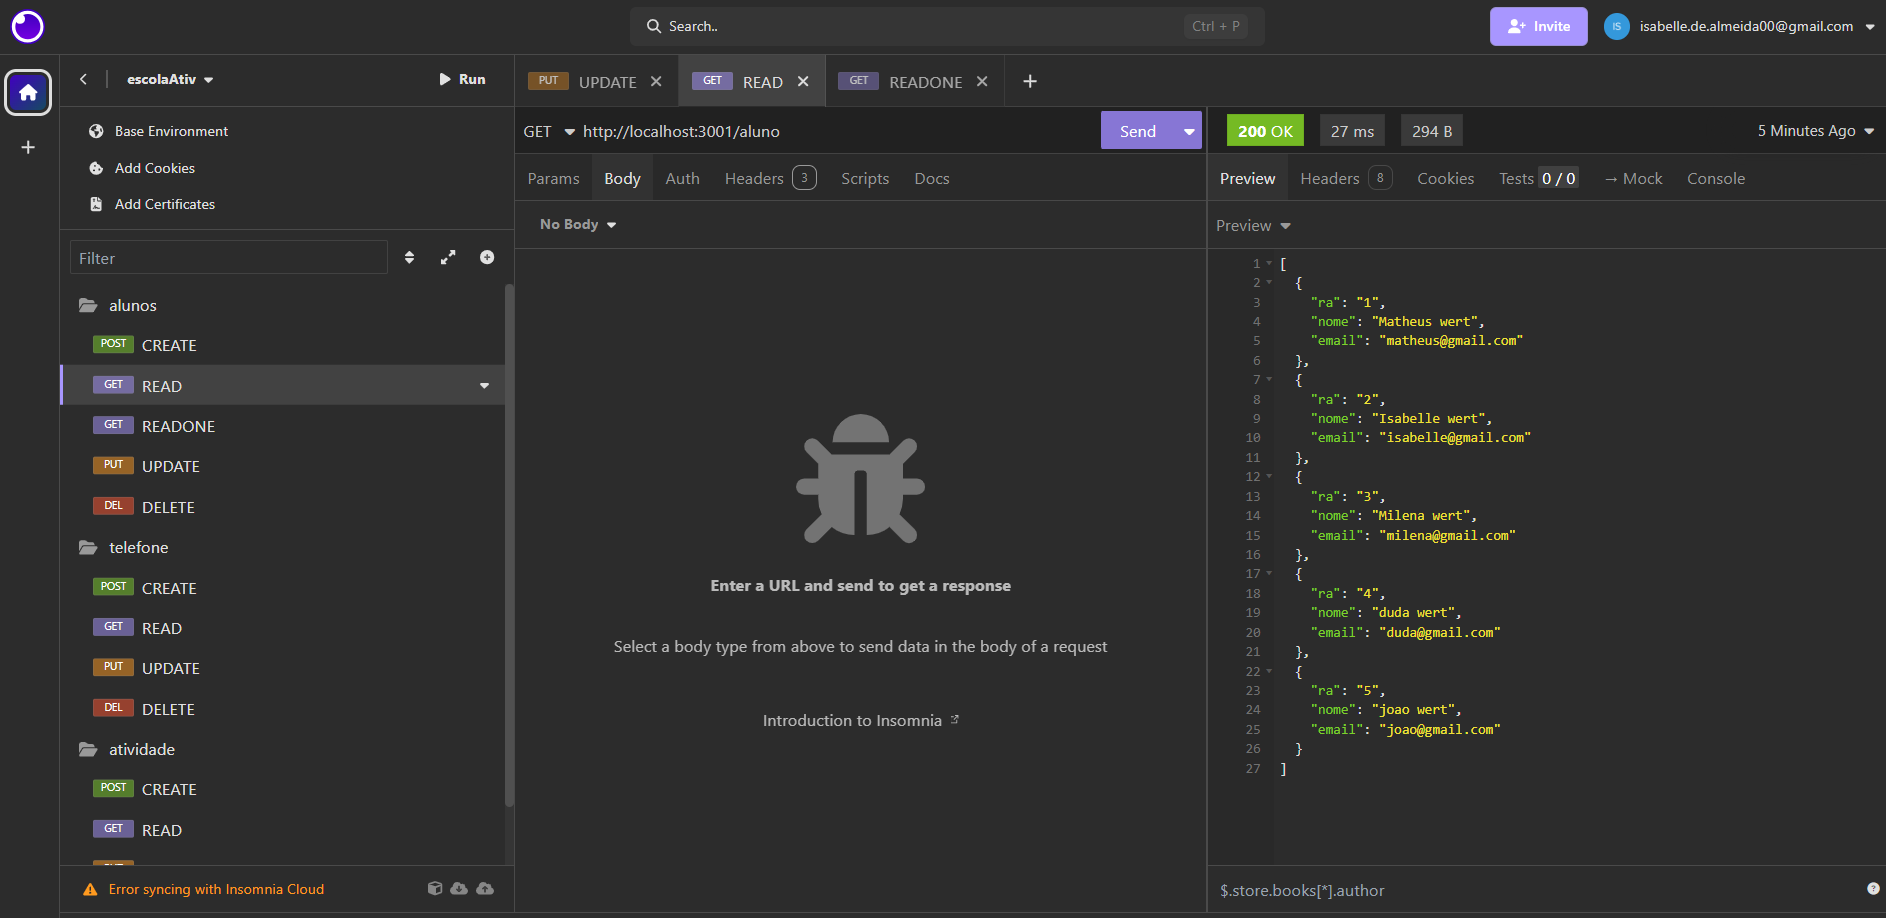 Search..
Ctrl + P
Invite
IS
isabelle.de.almeida00@gmail.com
escolaAtiv
Run
Base Environment
Add Cookies
Add Certificates
Filter
alunos
POST CREATE
GET READ
GET READONE
PUT UPDATE
DEL DELETE
telefone
POST CREATE
GET READ
PUT UPDATE
DEL DELETE
atividade
POST CREATE
GET READ
Error syncing with Insomnia Cloud
PUT UPDATE
GET READ
GET READONE
GET http://localhost:3001/aluno
Send
Params Body Auth Headers 3 Scripts Docs
No Body
Enter a URL and send to get a response
Select a body type from above to send data in the body of a request
Introduction to Insomnia
200 OK 27 ms 294 B
5 Minutes Ago
Preview Headers 8 Cookies Tests 0 / 0 → Mock Console
Preview
1 [
2 {
3 "ra": "1",
4 "nome": "Matheus wert",
5 "email": "matheus@gmail.com"
6 },
7 {
8 "ra": "2",
9 "nome": "Isabelle wert",
10 "email": "isabelle@gmail.com"
11 },
12 {
13 "ra": "3",
14 "nome": "Milena wert",
15 "email": "milena@gmail.com"
16 },
17 {
18 "ra": "4",
19 "nome": "duda wert",
20 "email": "duda@gmail.com"
21 },
22 {
23 "ra": "5",
24 "nome": "joao wert",
25 "email": "joao@gmail.com"
26 }
27 ]
$.store.books[*].author